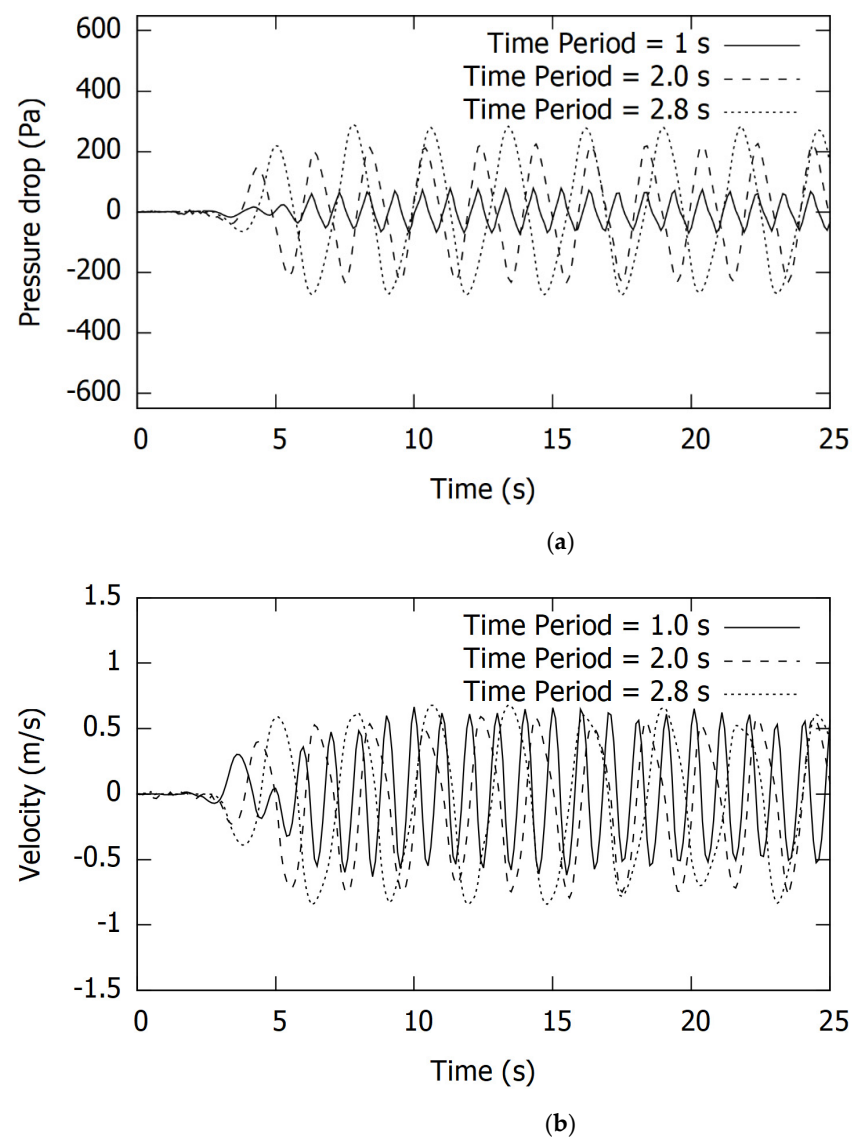 600
400
200
0
-200
-400
-600
Pressure drop (Pa)
Time Period = 1 s
Time Period = 2.0 s
Time Period = 2.8 s
0 5 10 15 20 25
Time (s)
(a)
1.5
1
0.5
0
-0.5
-1
-1.5
Velocity (m/s)
Time Period = 1.0 s
Time Period = 2.0 s
Time Period = 2.8 s
0 5 10 15 20 25
Time (s)
(b)